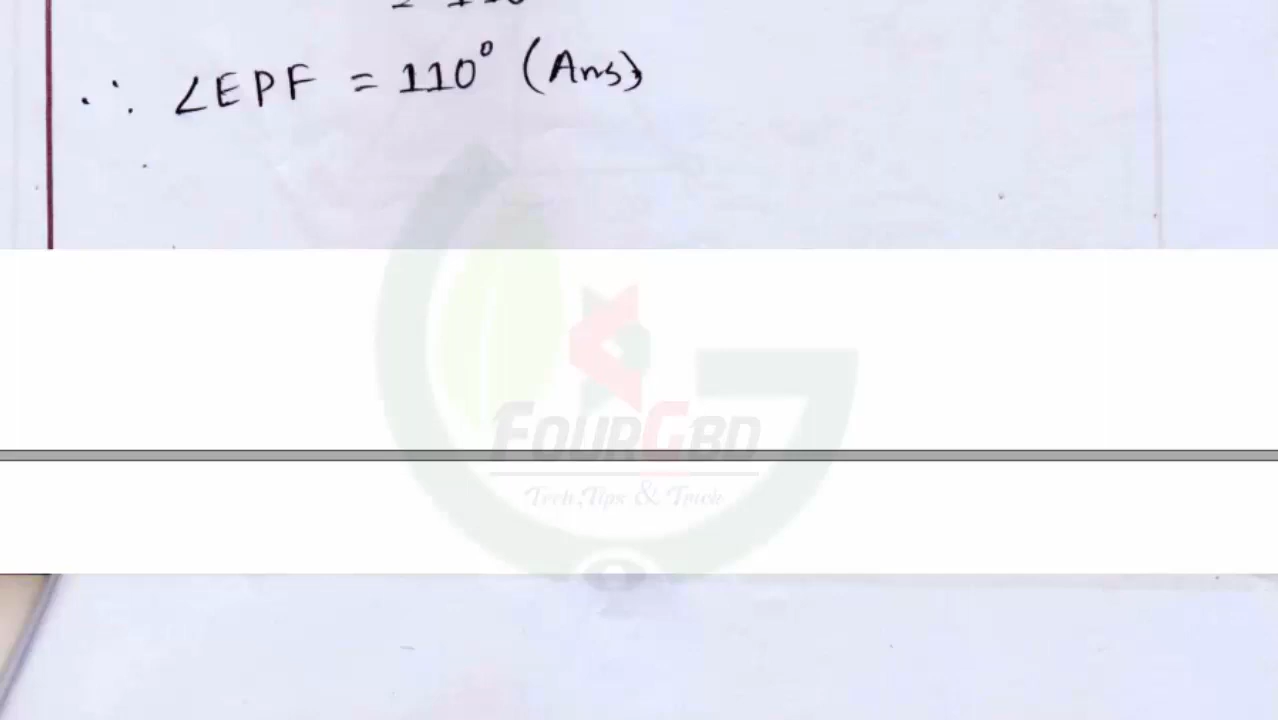 ∴ ∠EPF = 110° (Ans)
FourGbd
Tech,Tips & Trick